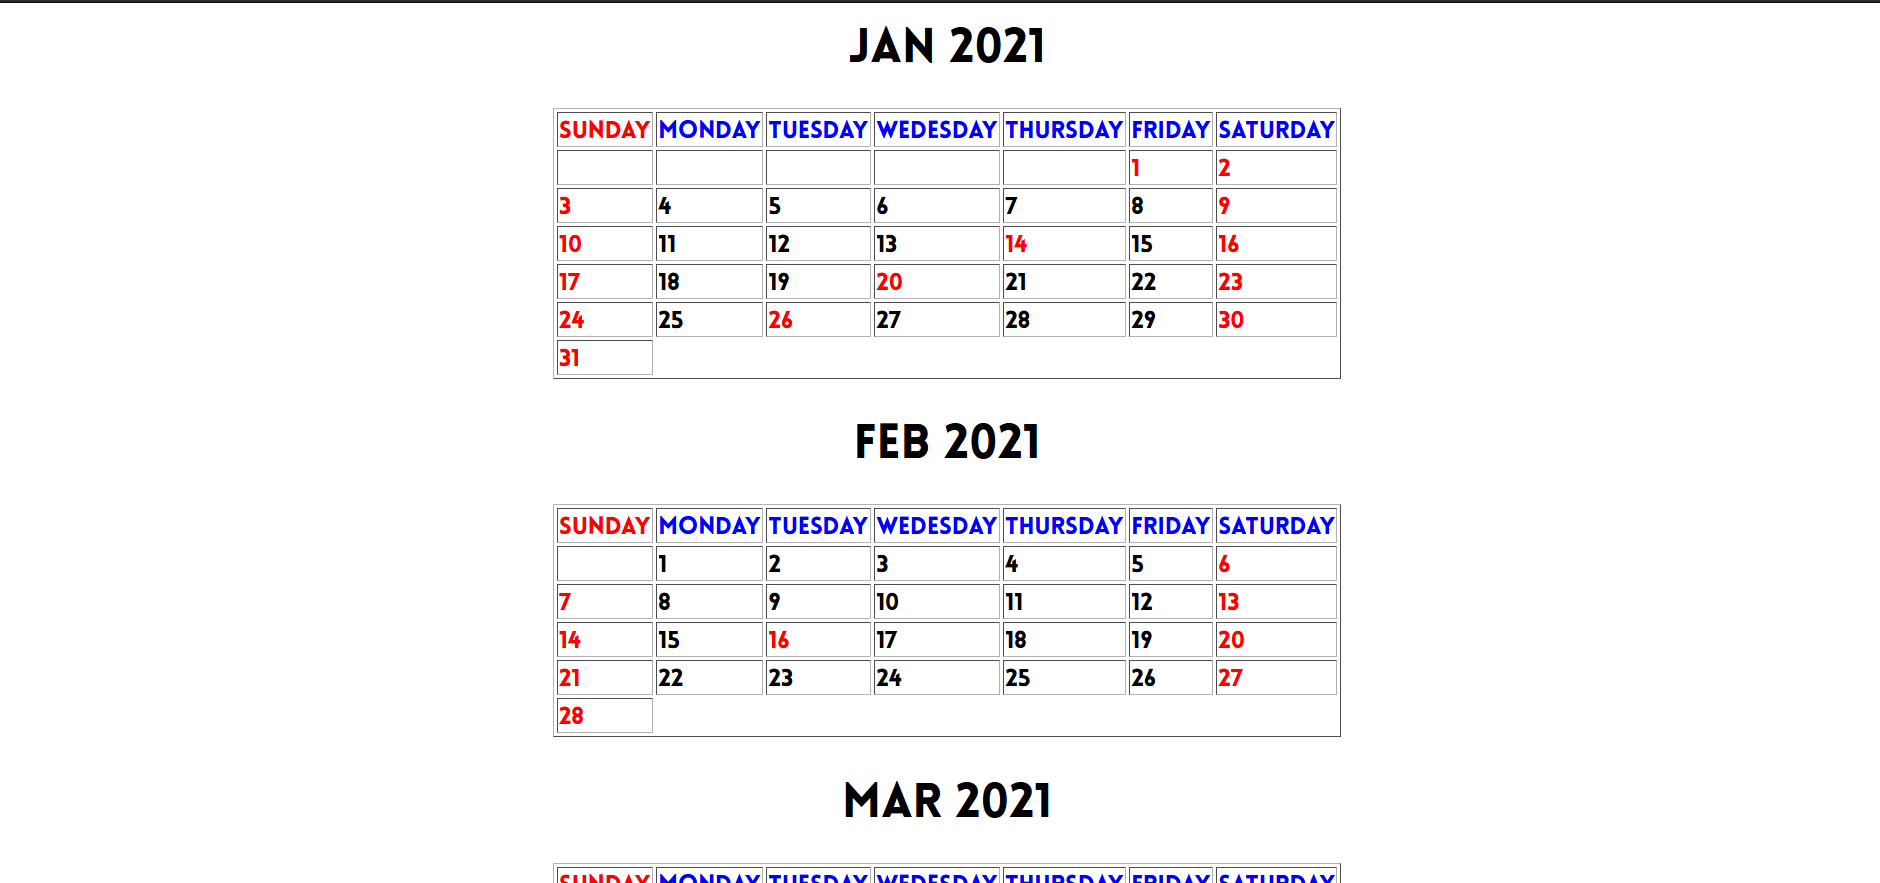 JAN 2021
SUNDAY MONDAY TUESDAY WEDESDAY THURSDAY FRIDAY SATURDAY
1 2
3 4 5 6 7 8 9
10 11 12 13 14 15 16
17 18 19 20 21 22 23
24 25 26 27 28 29 30
31
FEB 2021
SUNDAY MONDAY TUESDAY WEDESDAY THURSDAY FRIDAY SATURDAY
1 2 3 4 5 6
7 8 9 10 11 12 13
14 15 16 17 18 19 20
21 22 23 24 25 26 27
28
MAR 2021
SUNDAY MONDAY TUESDAY WEDESDAY THURSDAY FRIDAY SATURDAY